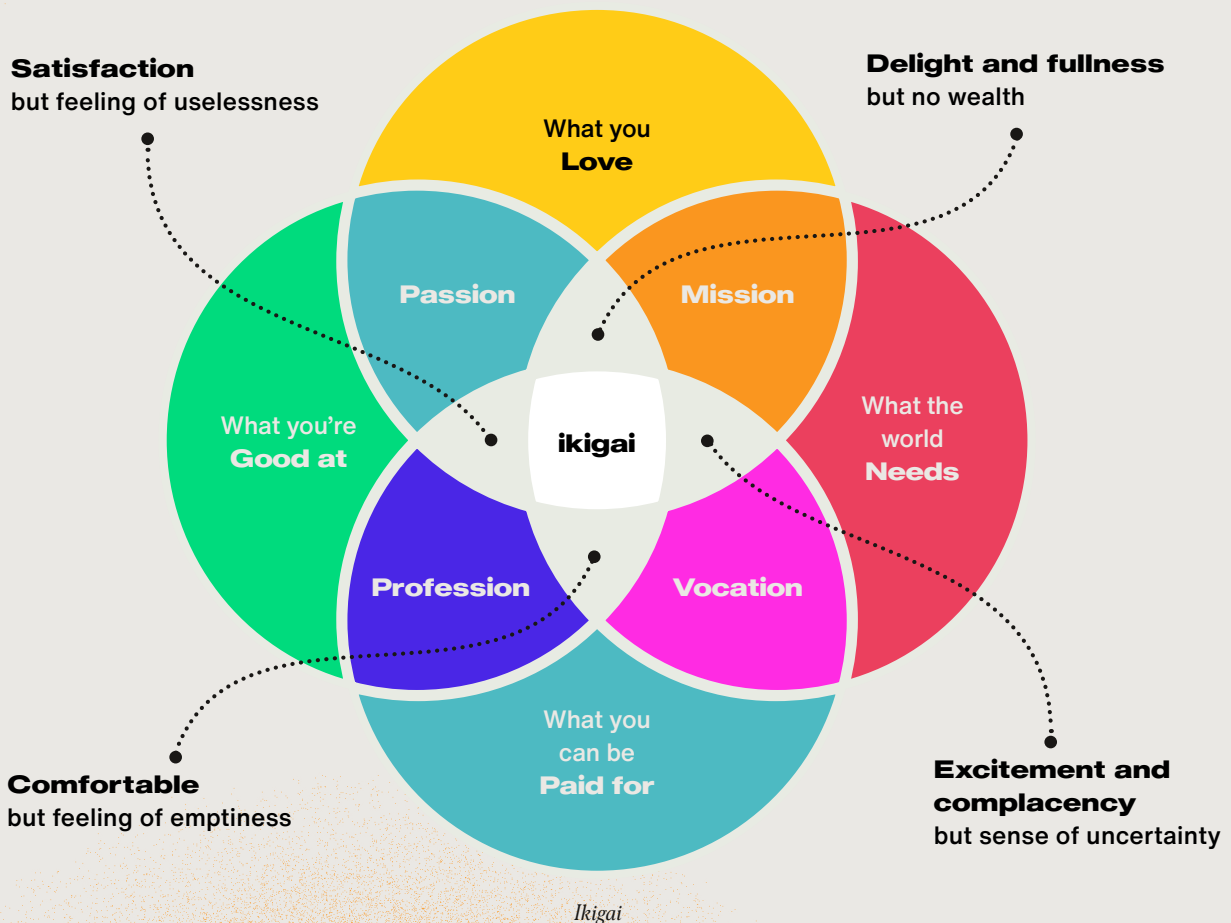 Satisfaction
but feeling of uselessness
Delight and fullness
but no wealth
What you
Love
Passion
Mission
What you're
Good at
ikigai
What the
world
Needs
Profession
Vocation
What you
can be
Paid for
Comfortable
but feeling of emptiness
Excitement and
complacency
but sense of uncertainty
Ikigai